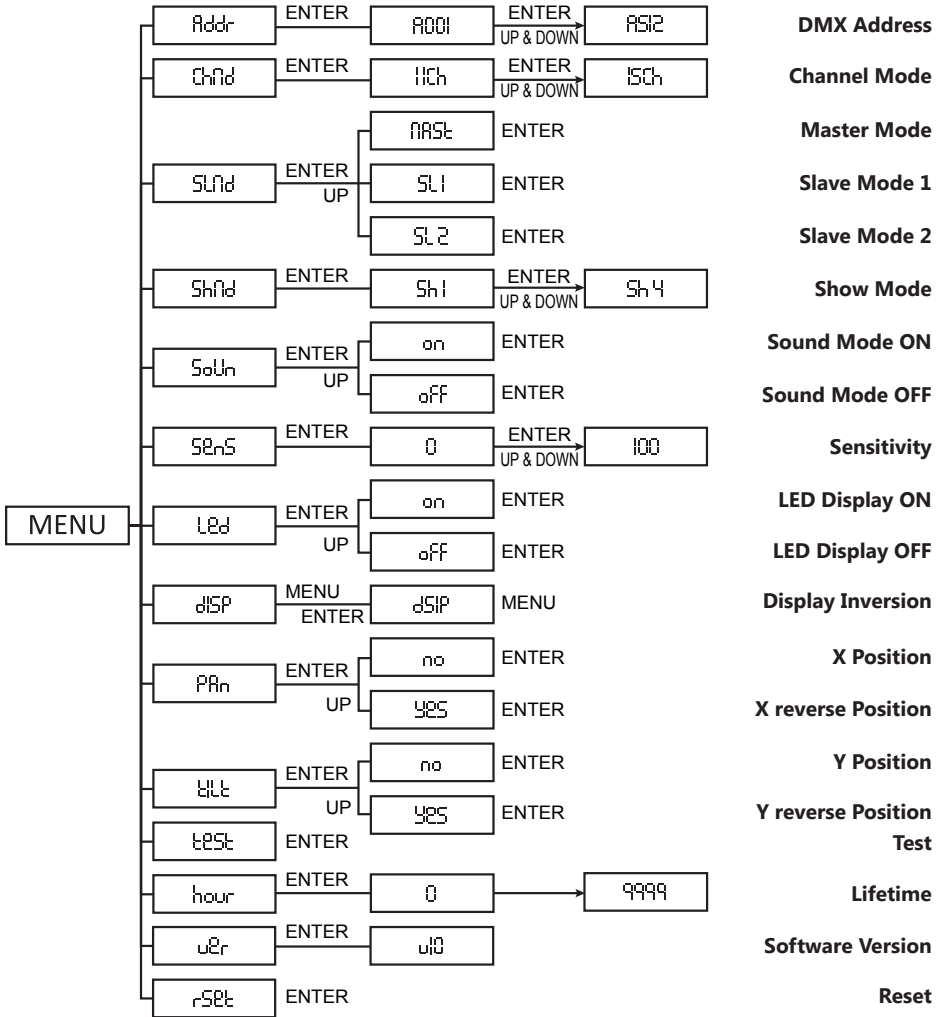 Addr ENTER A001 ENTER UP & DOWN A512 DMX Address
ChMd ENTER 11Ch ENTER UP & DOWN 15Ch Channel Mode
MASt ENTER Master Mode
SLMd ENTER UP SL1 ENTER Slave Mode 1
SL2 ENTER Slave Mode 2
ShMd ENTER Sh1 ENTER UP & DOWN Sh4 Show Mode
on ENTER Sound Mode ON
SoUn ENTER UP
off ENTER Sound Mode OFF
SenS ENTER 0 ENTER UP & DOWN 100 Sensitivity
on ENTER LED Display ON
MENU Led ENTER UP
off ENTER LED Display OFF
dISP MENU ENTER dSIP MENU Display Inversion
no ENTER X Position
PAn ENTER UP
yes ENTER X reverse Position
no ENTER Y Position
tiLt ENTER UP
yes ENTER Y reverse Position
test ENTER Test
hour ENTER 0 9999 Lifetime
ver ENTER v10 Software Version
rSet ENTER Reset